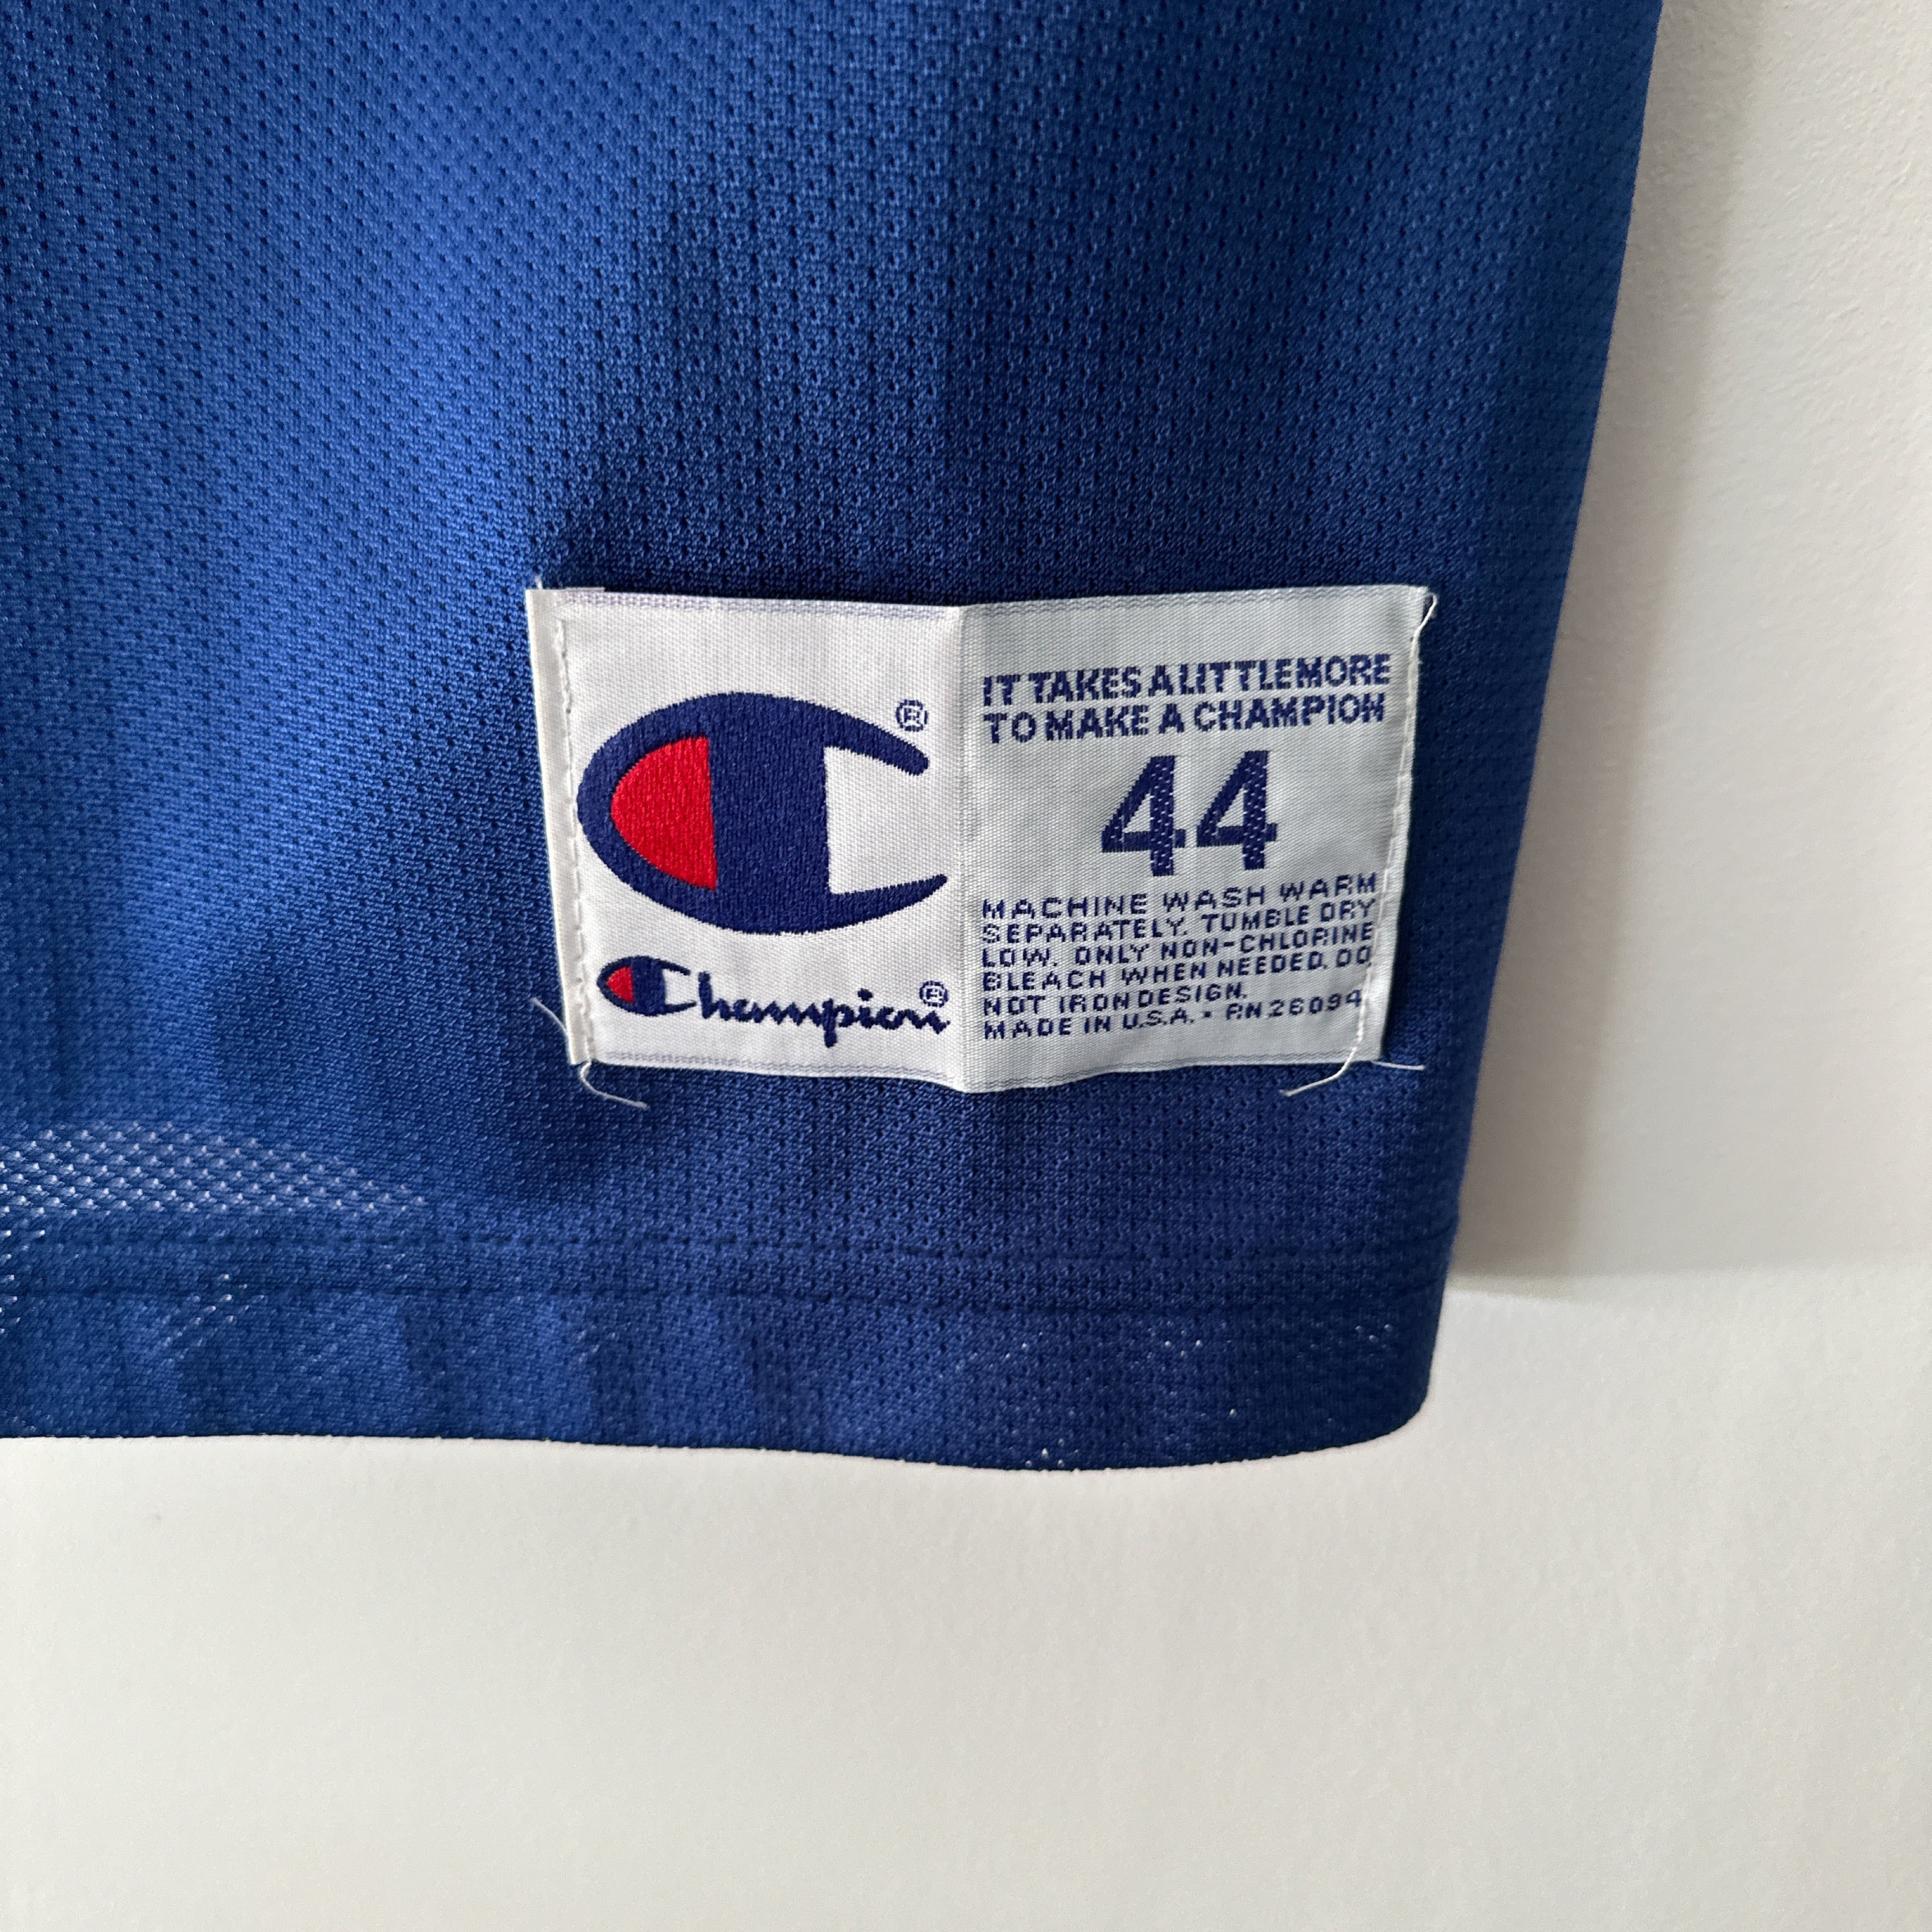 ®
Champion®
IT TAKES A LITTLE MORE
TO MAKE A CHAMPION
44
MACHINE WASH WARM
SEPARATELY. TUMBLE DRY
LOW. ONLY NON-CHLORINE
BLEACH WHEN NEEDED. DO
NOT IRON DESIGN.
MADE IN U.S.A. • RN 26094